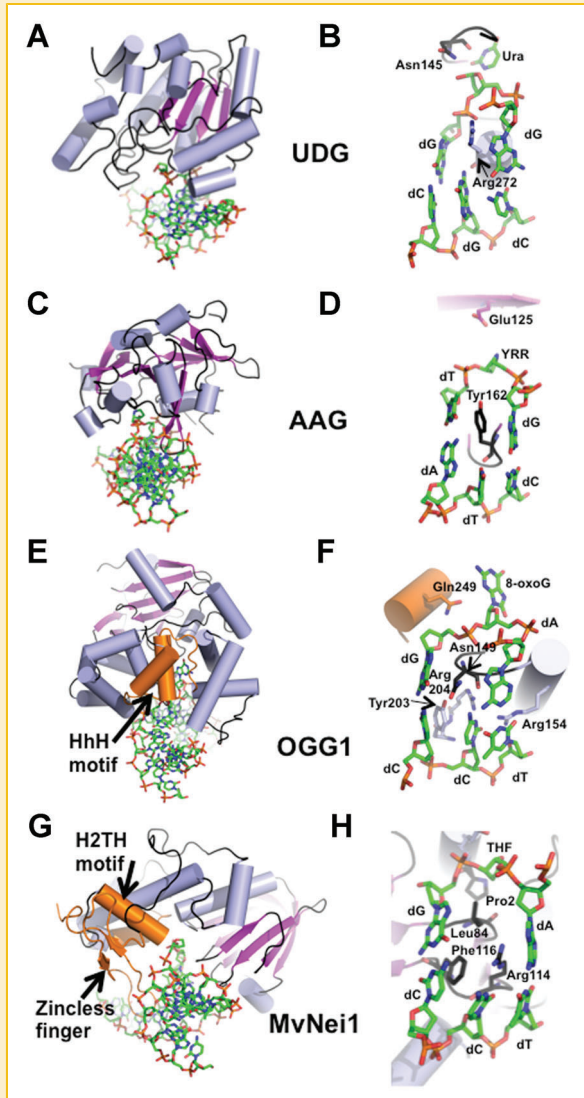 A
UDG
B
Asn145
Ura
dG
dG
Arg272
dC
dG
dC
C
AAG
D
Glu125
YRR
dT
Tyr162
dG
dA
dC
dT
E
HhH
motif
OGG1
F
Gln249
8-oxoG
dA
Asn149
dG
Arg
204
Tyr203
Arg154
dC
dC
dT
G
H2TH
motif
Zincless
finger
MvNei1
H
THF
Pro2
dG
dA
Leu84
Phe116
Arg114
dC
dC
dT